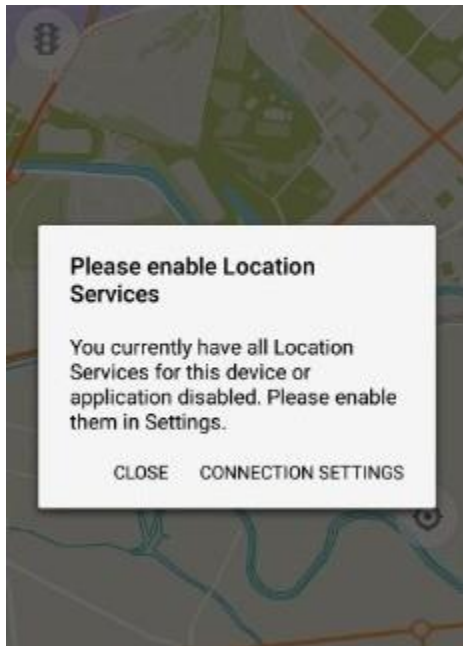 Please enable Location
Services
You currently have all Location
Services for this device or
application disabled. Please enable
them in Settings.
CLOSE CONNECTION SETTINGS